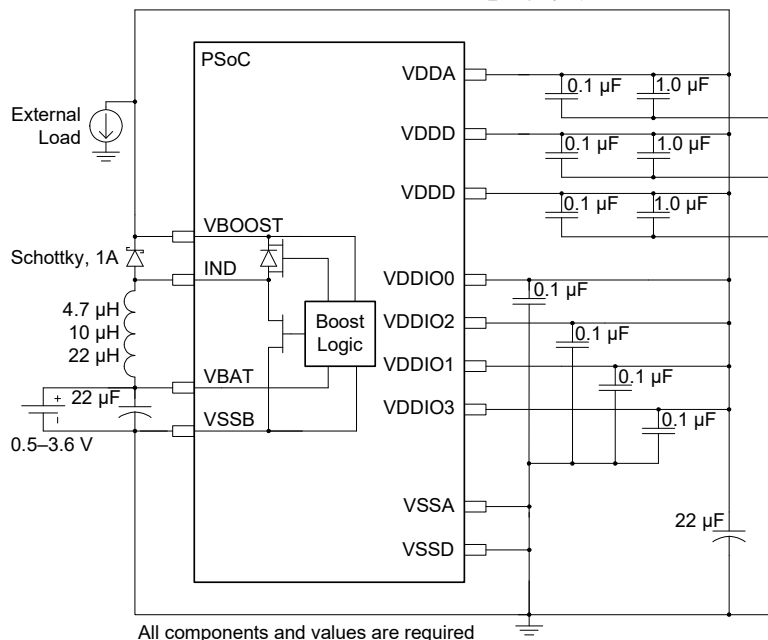 PSoC
VDDA
0.1 µF
1.0 µF
External
Load
VDDD
0.1 µF
1.0 µF
VDDD
0.1 µF
1.0 µF
VBOOST
Schottky, 1A
IND
VDDIO0
0.1 µF
4.7 µH
10 µH
22 µH
Boost
Logic
VDDIO2
0.1 µF
VDDIO1
0.1 µF
VBAT
22 µF
+
-
VDDIO3
0.1 µF
VSSB
0.5–3.6 V
VSSA
22 µF
VSSD
All components and values are required